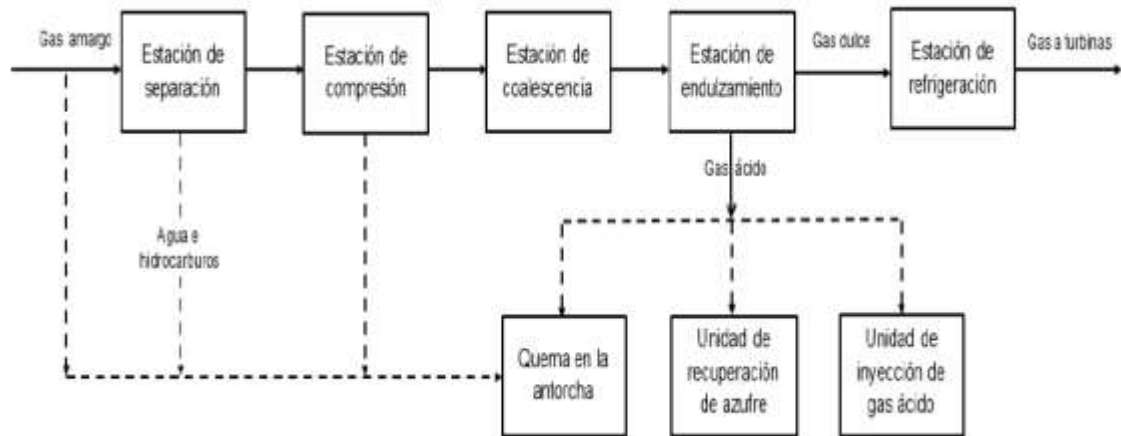 Gas amargo
Estación de
separación
Estación de
compresión
Estación de
coalescencia
Estación de
endulzamiento
Gas dulce
Estación de
refrigeración
Gas a turbinas
Gas ácido
Agua e
hidrocarburos
Quema en la
antorcha
Unidad de
recuperación
de azufre
Unidad de
inyección de
gas ácido